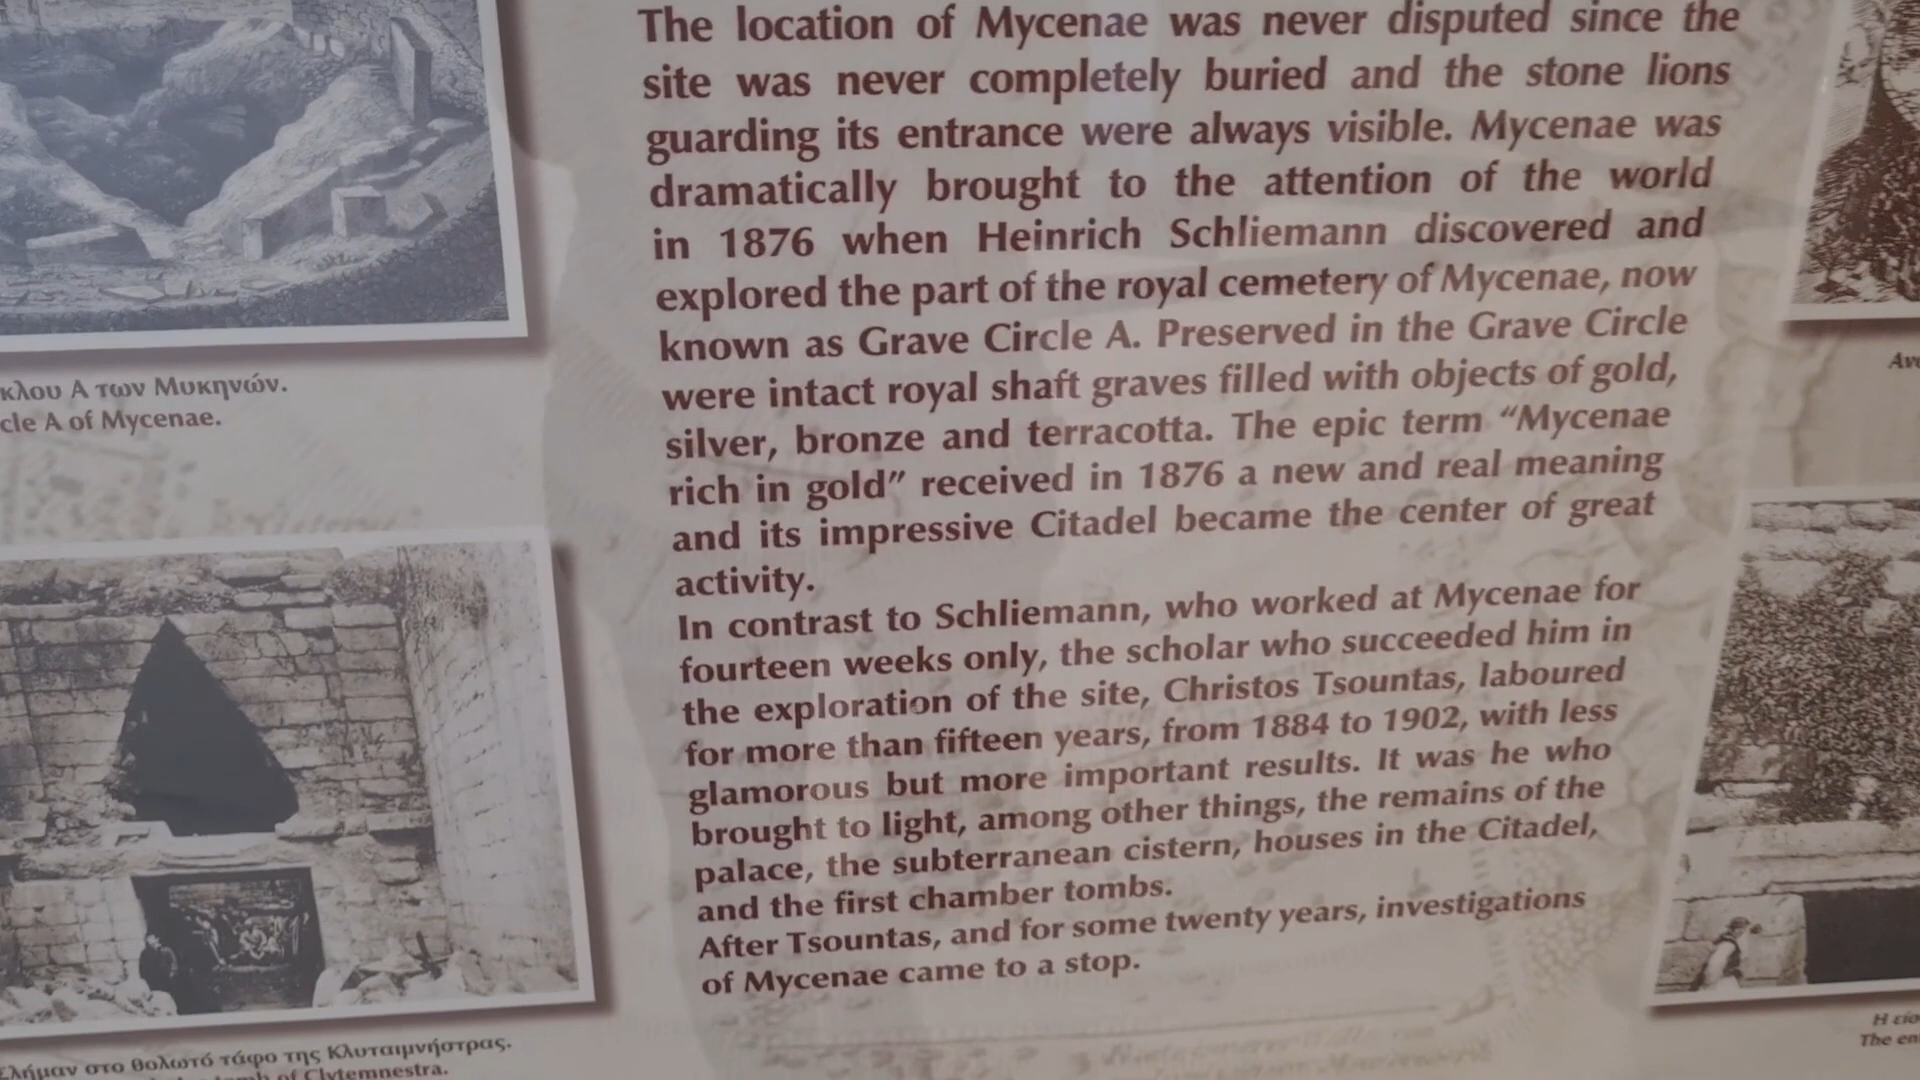 The location of Mycenae was never disputed since the
site was never completely buried and the stone lions
guarding its entrance were always visible. Mycenae was
dramatically brought to the attention of the world
in 1876 when Heinrich Schliemann discovered and
explored the part of the royal cemetery of Mycenae, now
known as Grave Circle A. Preserved in the Grave Circle
were intact royal shaft graves filled with objects of gold,
silver, bronze and terracotta. The epic term “Mycenae
rich in gold” received in 1876 a new and real meaning
and its impressive Citadel became the center of great
activity.
In contrast to Schliemann, who worked at Mycenae for
fourteen weeks only, the scholar who succeeded him in
the exploration of the site, Christos Tsountas, laboured
for more than fifteen years, from 1884 to 1902, with less
glamorous but more important results. It was he who
brought to light, among other things, the remains of the
palace, the subterranean cistern, houses in the Citadel,
and the first chamber tombs.
After Tsountas, and for some twenty years, investigations
of Mycenae came to a stop.
κλου Α των Μυκηνών.
cle A of Mycenae.
στο θολωτό τάφο της Κλυταιμνήστρας.
of Clytemnestra.
Η είο
The en